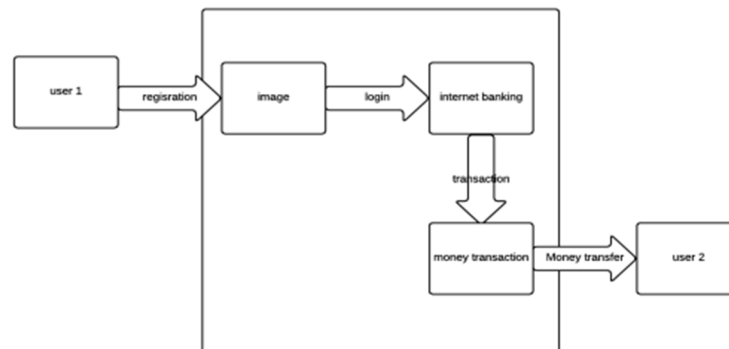 user 1
regisration
image
login
internet banking
transaction
money transaction
Money transfer
user 2